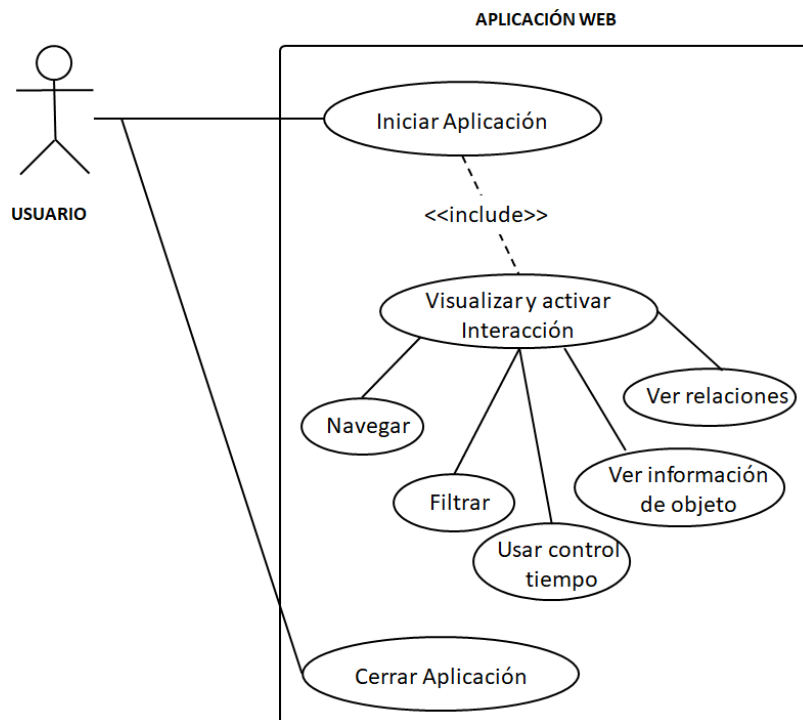 APLICACIÓN WEB
Iniciar Aplicación
USUARIO
<<include>>
Visualizar y activar
Interacción
Ver relaciones
Navegar
Ver información
de objeto
Filtrar
Usar control
tiempo
Cerrar Aplicación